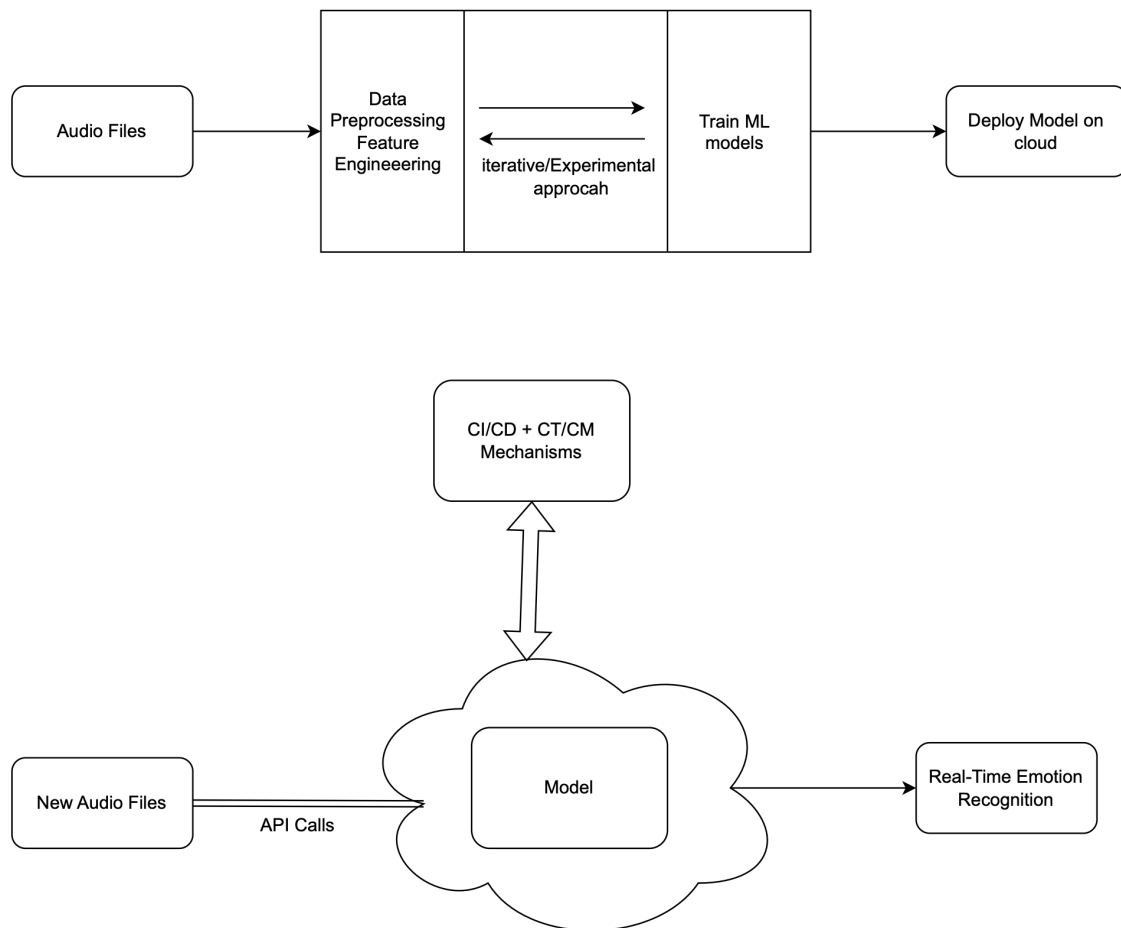 Audio Files
Data
Preprocessing
Feature
Engineeering
iterative/Experimental
approcah
Train ML
models
Deploy Model on
cloud
CI/CD + CT/CM
Mechanisms
New Audio Files
API Calls
Model
Real-Time Emotion
Recognition